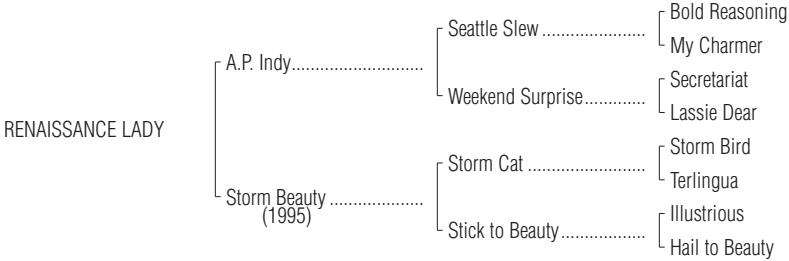 Bold Reasoning
Seattle Slew ......................
My Charmer
A.P. Indy............................
Secretariat
Weekend Surprise.............
Lassie Dear
RENAISSANCE LADY
Storm Bird
Storm Cat .........................
Terlingua
Storm Beauty ....................
(1995)
Illustrious
Stick to Beauty..................
Hail to Beauty